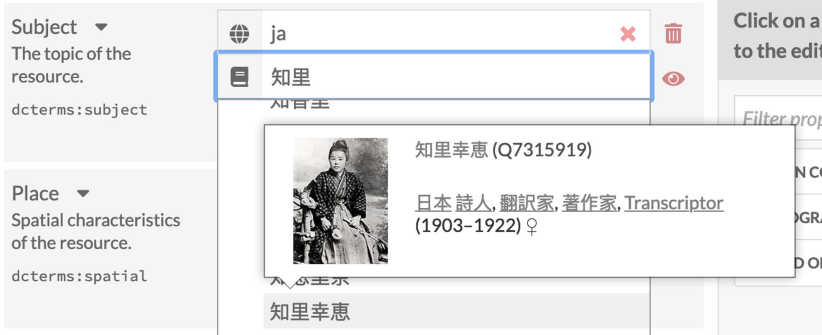 Subject
The topic of the
resource.
dcterms:subject
ja
知里
知里幸恵 (Q7315919)
日本 詩人, 翻訳家, 著作家, Transcriptor
(1903–1922) ♀
知里幸恵
Place
Spatial characteristics
of the resource.
dcterms:spatial
Click on a
to the edit
Filter prop
N CO
OGRA
D O